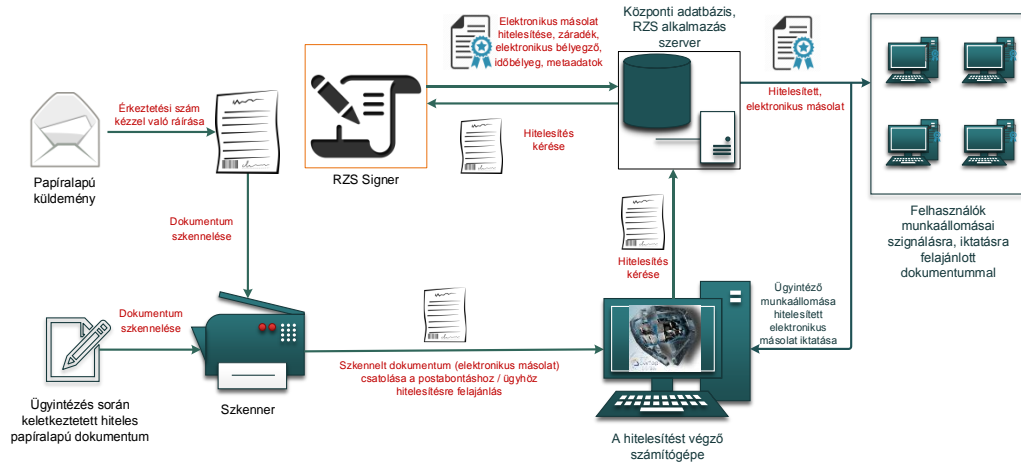 Elektronikus másolat
hitelesítése, záradék,
elektronikus bélyegző,
időbélyeg, metaadatok
Központi adatbázis,
RZS alkalmazás
szerver
Hitelesített,
elektronikus másolat
Érkeztetési szám
kézzel való ráírása
Papíralapú
küldemény
RZS Signer
Hitelesítés
kérése
Felhasználók
munkaállomásai
szignálásra, iktatásra
felajánlott
dokumentummal
Dokumentum
szkennelése
Hitelesítés
kérése
Ügyintéző
munkaállomása
hitelesített
elektronikus
másolat iktatása
Dokumentum
szkennelése
Szkennelt dokumentum (elektronikus másolat)
csatolása a postabontáshoz / ügyhöz
hitelesítésre felajánlás
Ügyintézés során
keletkeztetett hiteles
papíralapú dokumentum
Szkenner
A hitelesítést végző
számítógépe